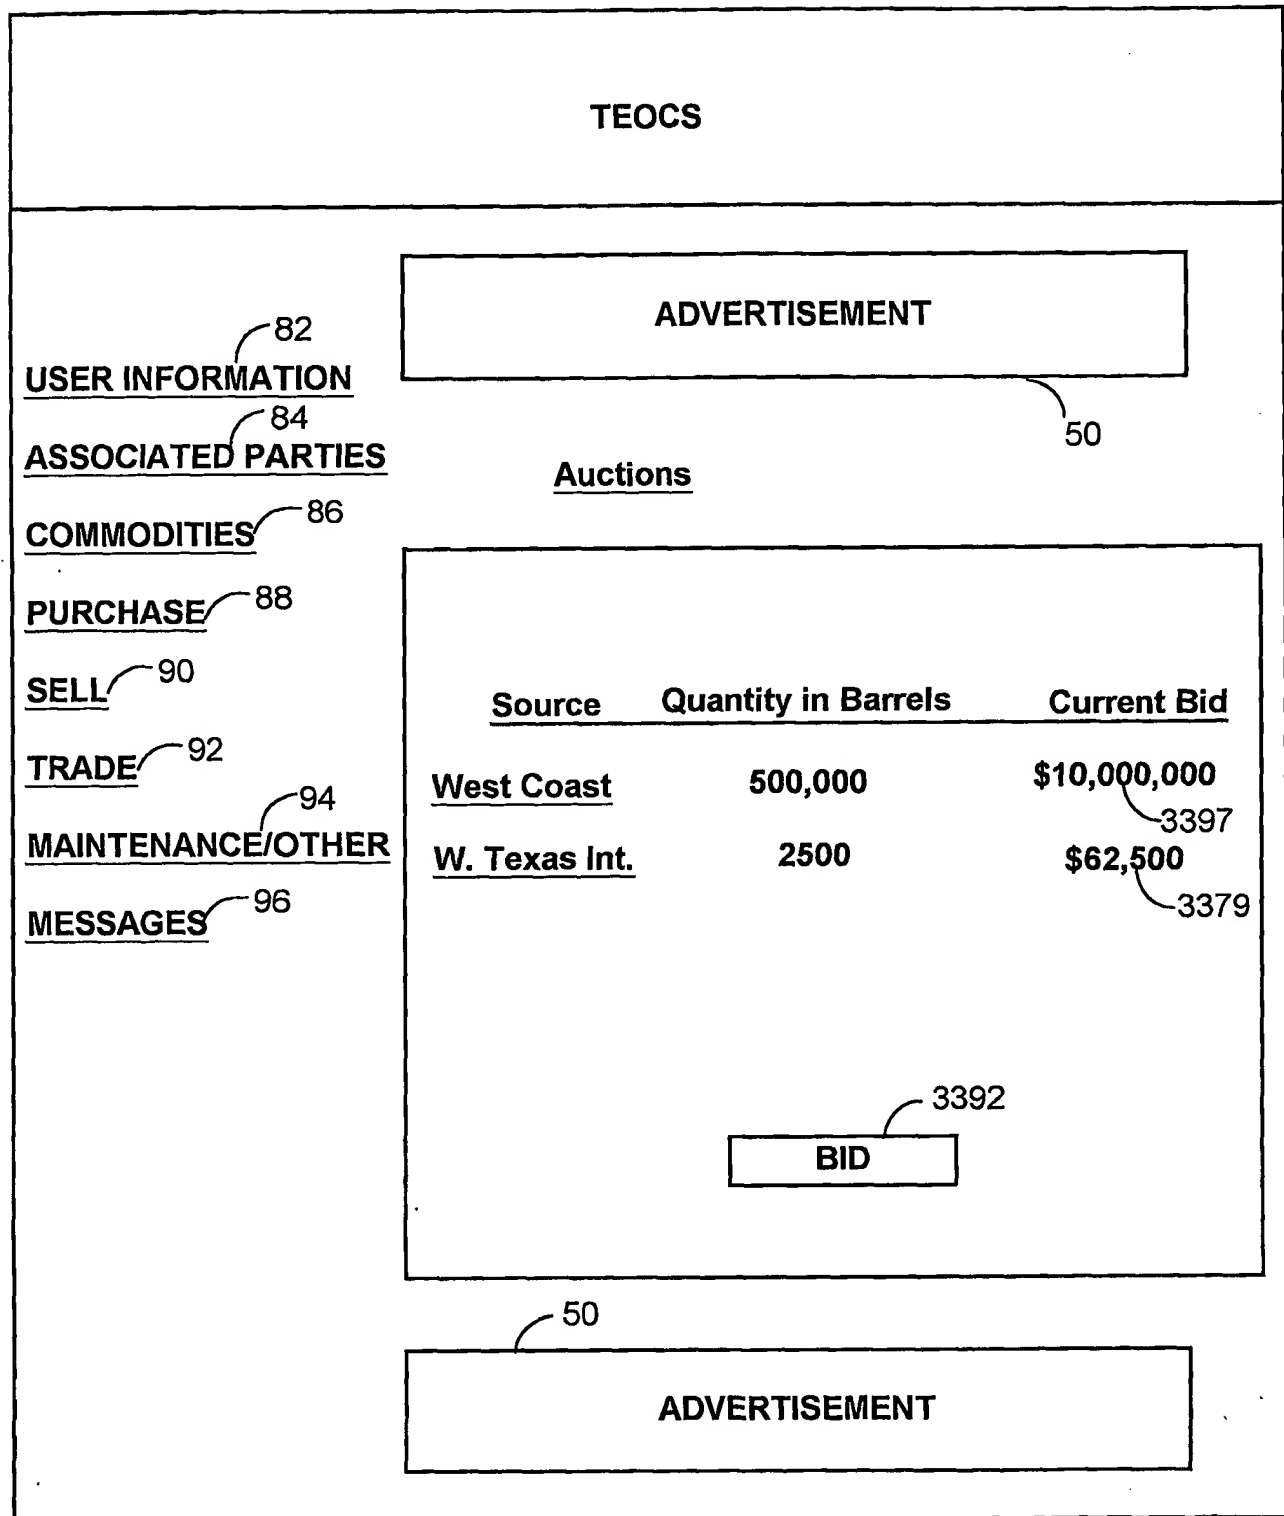 TEOCS
ADVERTISEMENT
50
82
USER INFORMATION
84
ASSOCIATED PARTIES
86
COMMODITIES
88
PURCHASE
90
SELL
92
TRADE
94
MAINTENANCE/OTHER
96
MESSAGES
Auctions
Source Quantity in Barrels Current Bid
West Coast 500,000 $10,000,000
3397
W. Texas Int. 2500 $62,500
3379
3392
BID
50
ADVERTISEMENT